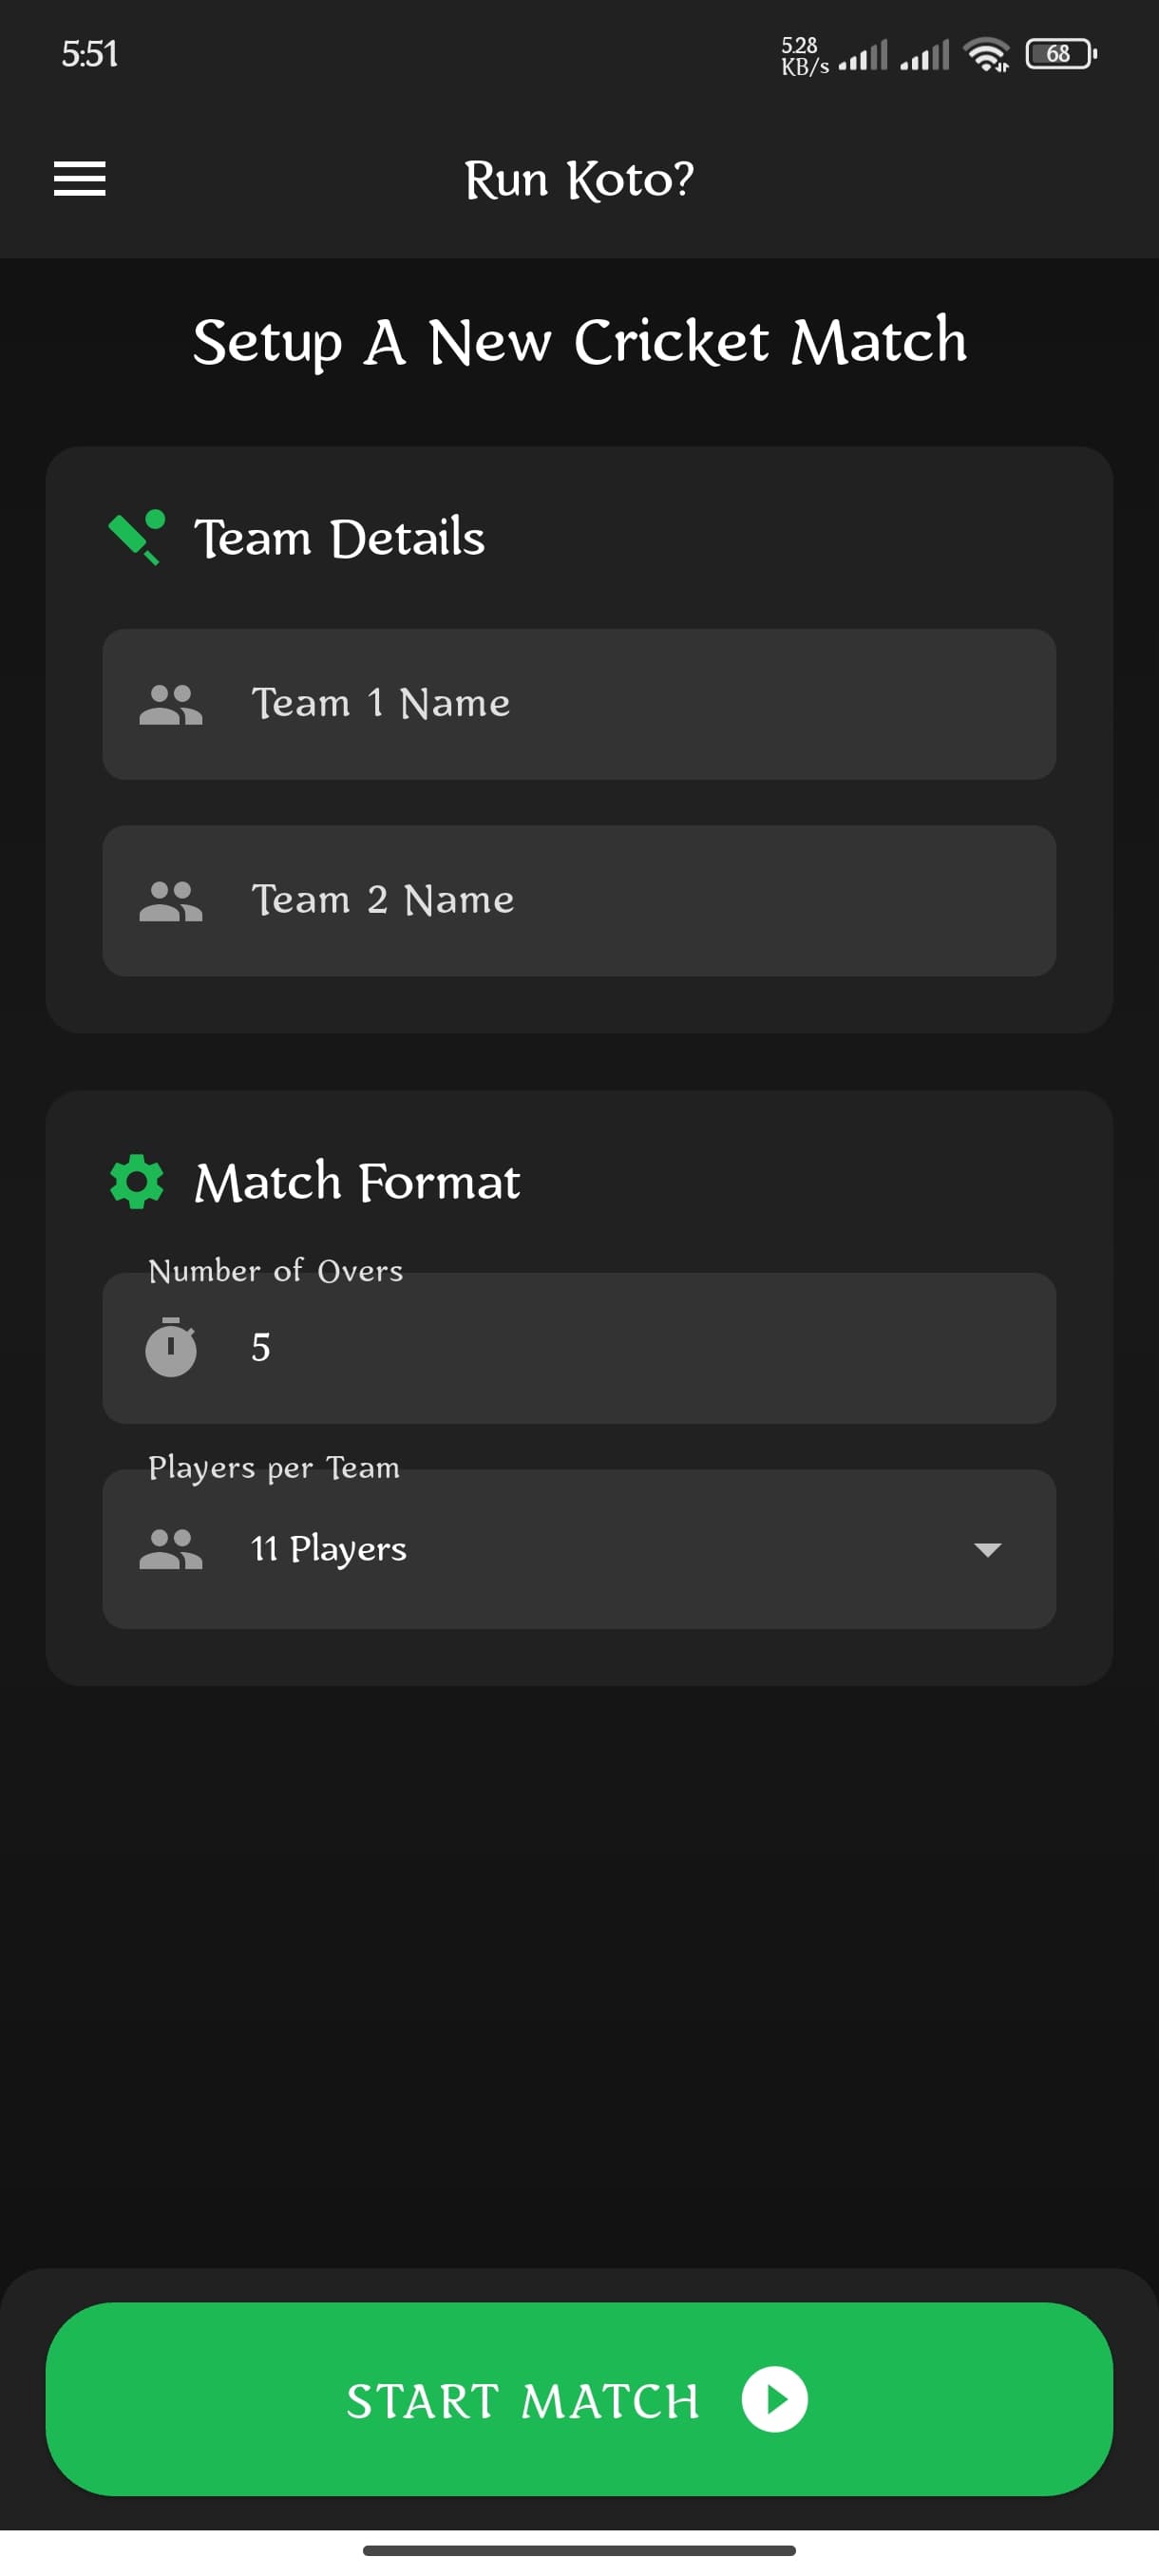 5:51
5.28
KB/s
68
Run Koto?
Setup A New Cricket Match
Team Details
Team 1 Name
Team 2 Name
Match Format
Number of Overs
5
Players per Team
11 Players
START MATCH